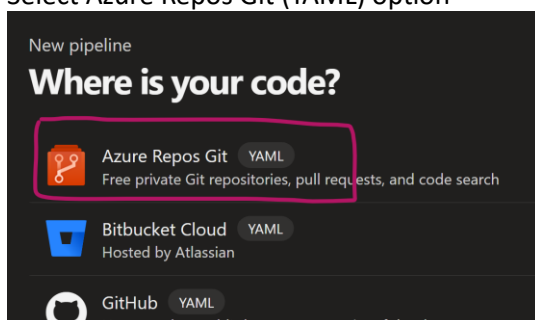 Select Azure Repos Git (YAML) option
New pipeline
Where is your code?
Azure Repos Git YAML
Free private Git repositories, pull requests, and code search
Bitbucket Cloud YAML
Hosted by Atlassian
GitHub YAML